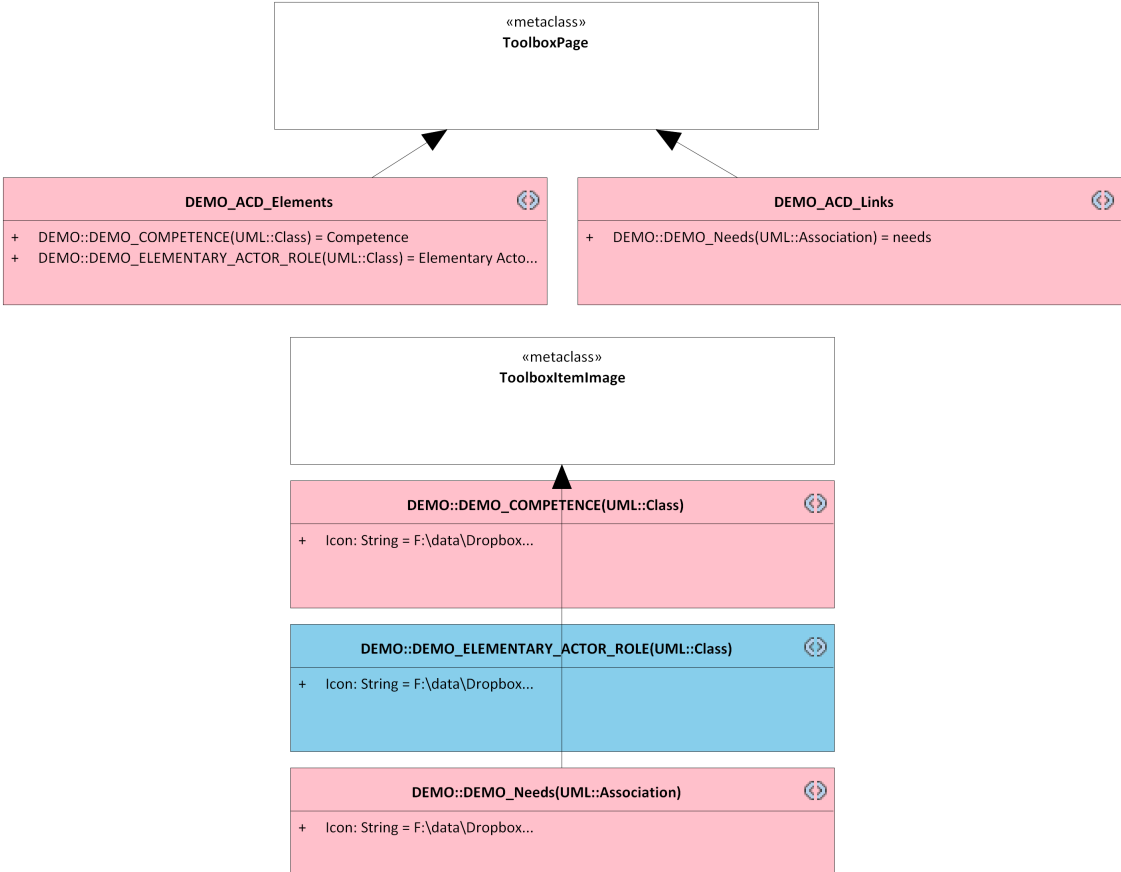 «metaclass»
ToolboxPage
DEMO_ACD_Elements
+ DEMO::DEMO_COMPETENCE(UML::Class) = Competence
+ DEMO::DEMO_ELEMENTARY_ACTOR_ROLE(UML::Class) = Elementary Acto...
DEMO_ACD_Links
+ DEMO::DEMO_Needs(UML::Association) = needs
«metaclass»
ToolboxItemImage
DEMO::DEMO_COMPETENCE(UML::Class)
+ Icon: String = F:\data\Dropbox...
DEMO::DEMO_ELEMENTARY_ACTOR_ROLE(UML::Class)
+ Icon: String = F:\data\Dropbox...
DEMO::DEMO_Needs(UML::Association)
+ Icon: String = F:\data\Dropbox...